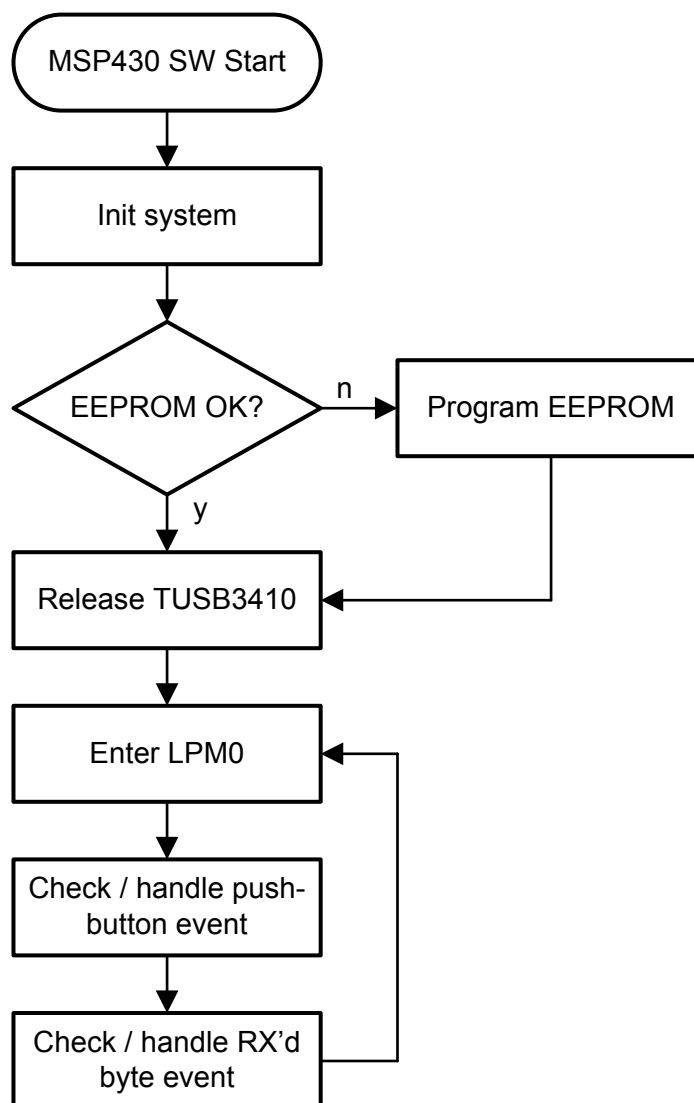 MSP430 SW Start
Init system
EEPROM OK?
n
Program EEPROM
y
Release TUSB3410
Enter LPM0
Check / handle push-
button event
Check / handle RX’d
byte event